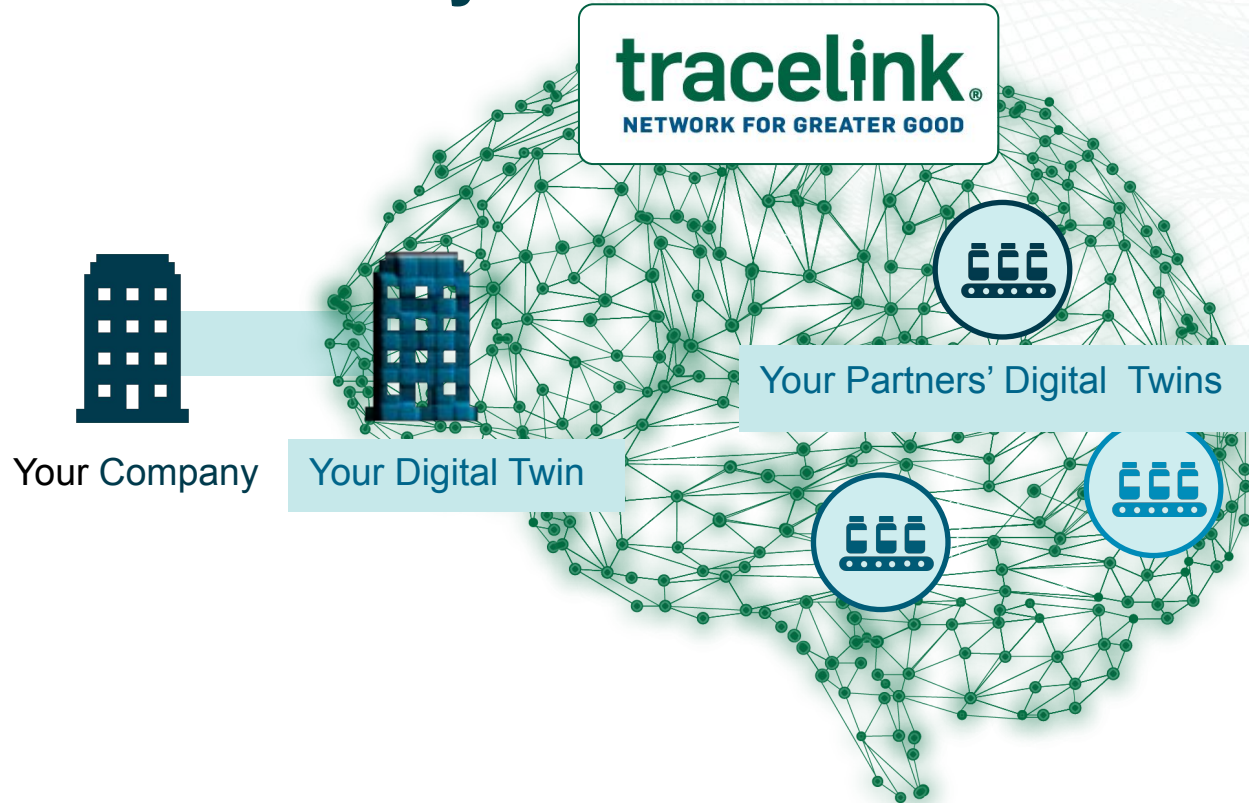 tracelink®
NETWORK FOR GREATER GOOD
Your Partners’ Digital Twins
Your Company
Your Digital Twin